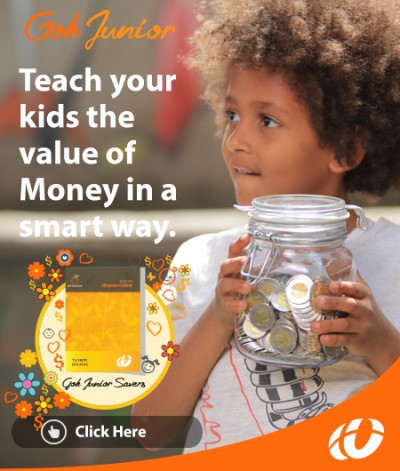 Goh Junior
Teach your
kids the
value of
Money in a
smart way.
Goh Junior Savers
Click Here